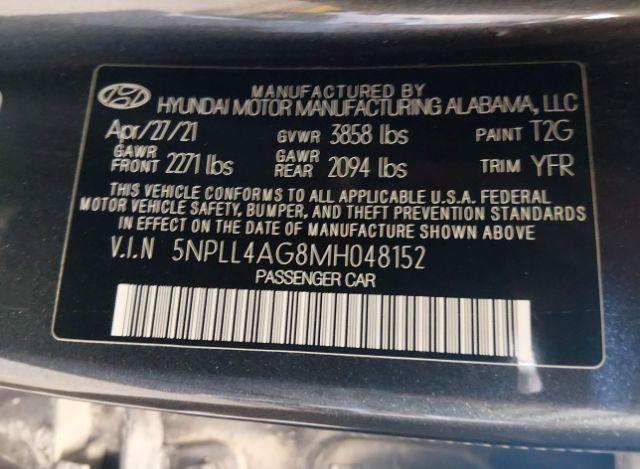 MANUFACTURED BY
HYUNDAI MOTOR MANUFACTURING ALABAMA, LLC
Apr/27/21 GVWR 3858 lbs PAINT T2G
GAWR FRONT 2271 lbs GAWR REAR 2094 lbs TRIM YFR
THIS VEHICLE CONFORMS TO ALL APPLICABLE U.S.A. FEDERAL
MOTOR VEHICLE SAFETY, BUMPER, AND THEFT PREVENTION STANDARDS
IN EFFECT ON THE DATE OF MANUFACTURE SHOWN ABOVE
V.I.N 5NPLL4AG8MH048152
PASSENGER CAR